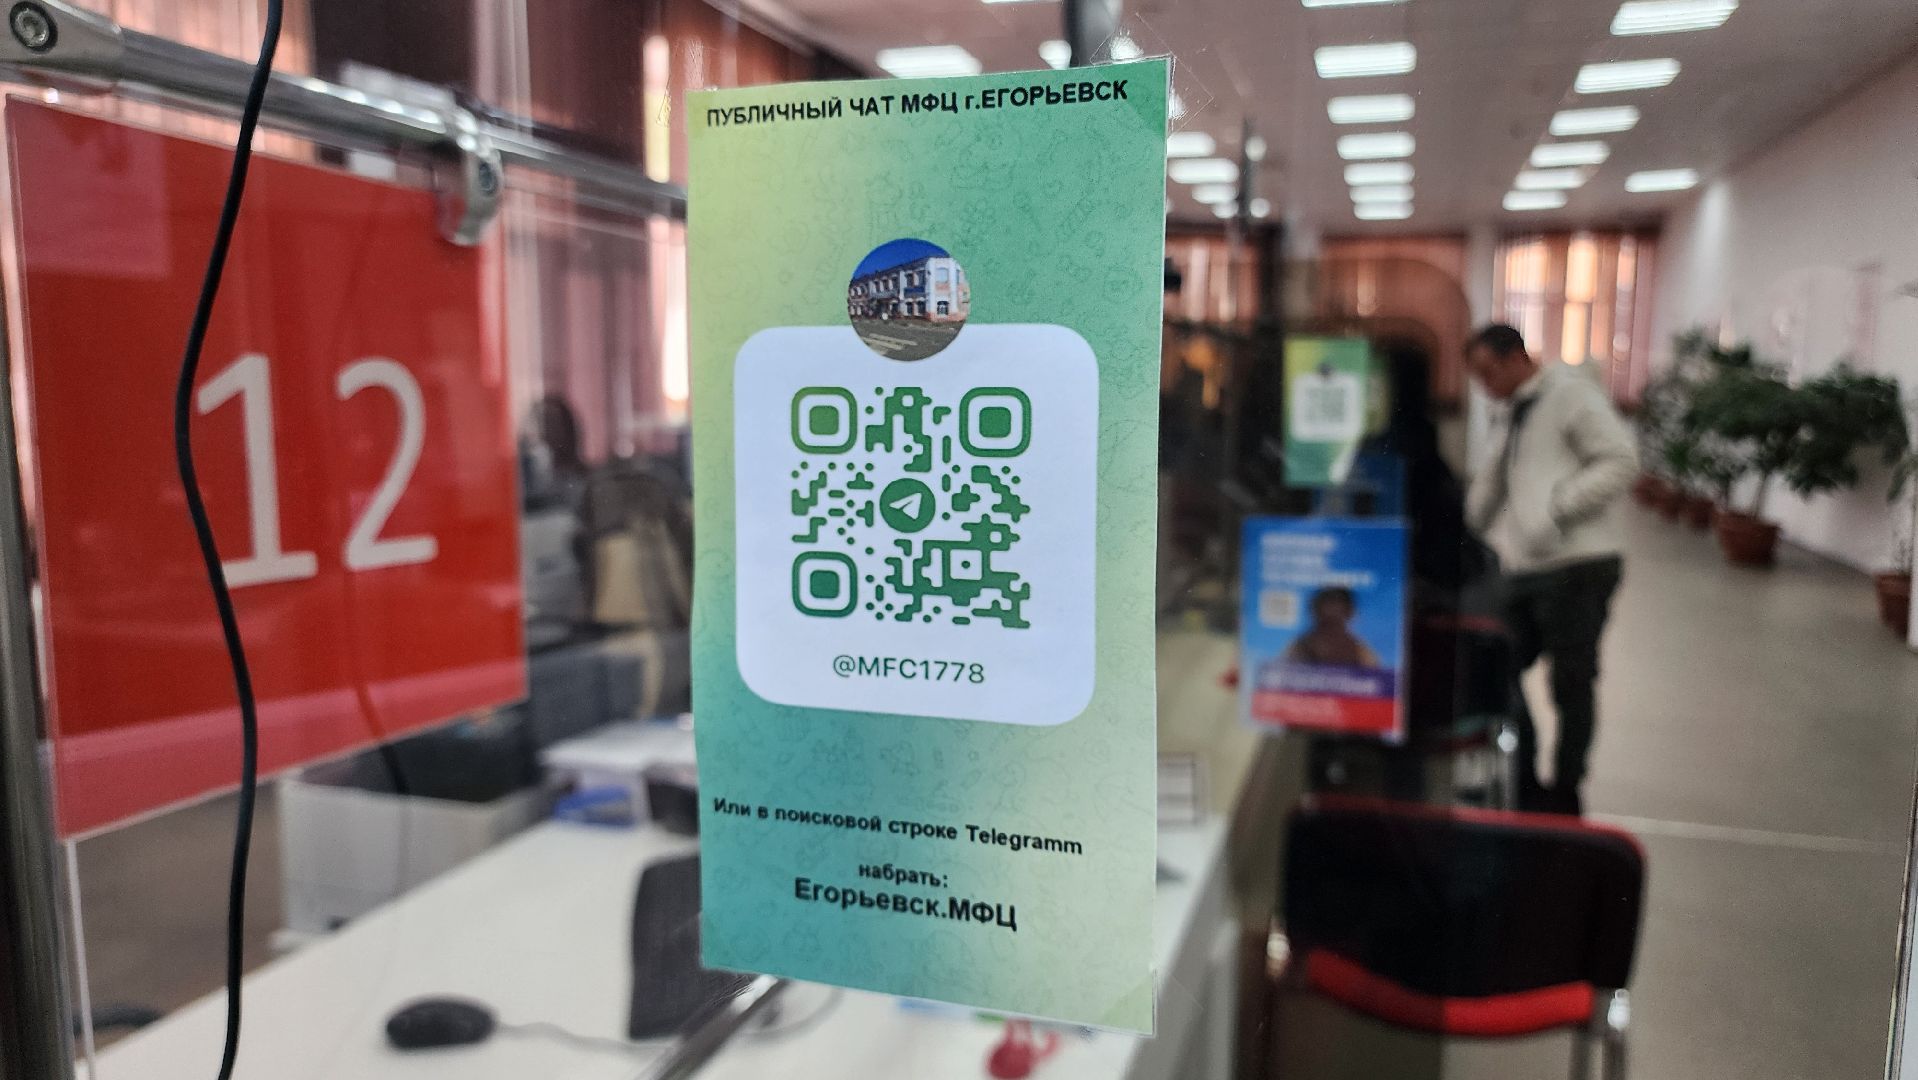 ПУБЛИЧНЫЙ ЧАТ МФЦ г.ЕГОРЬЕВСК
12
@MFC1778
Или в поисковой строке Telegramm
набрать:
Егорьевск.МФЦ